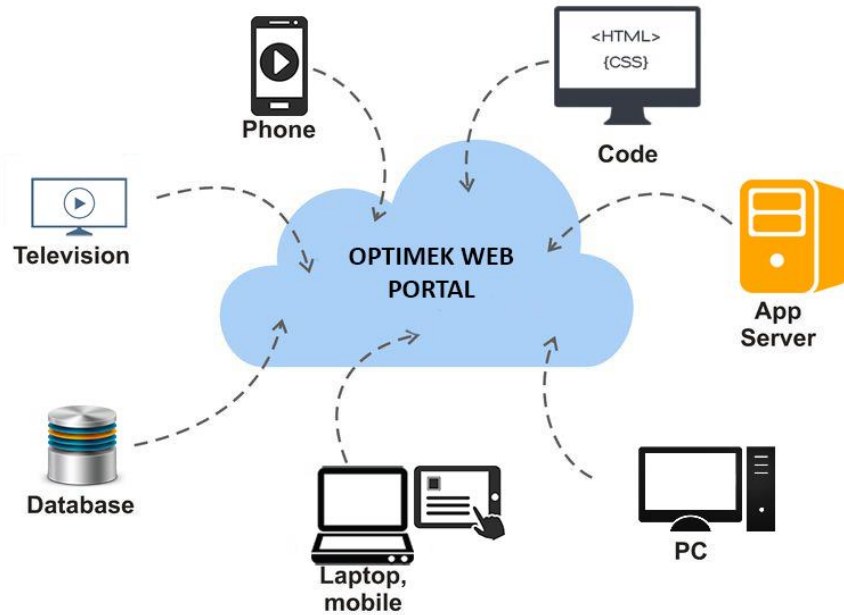 Phone
<HTML>
{CSS}
Code
Television
OPTIMEK WEB
PORTAL
App
Server
Database
Laptop,
mobile
PC